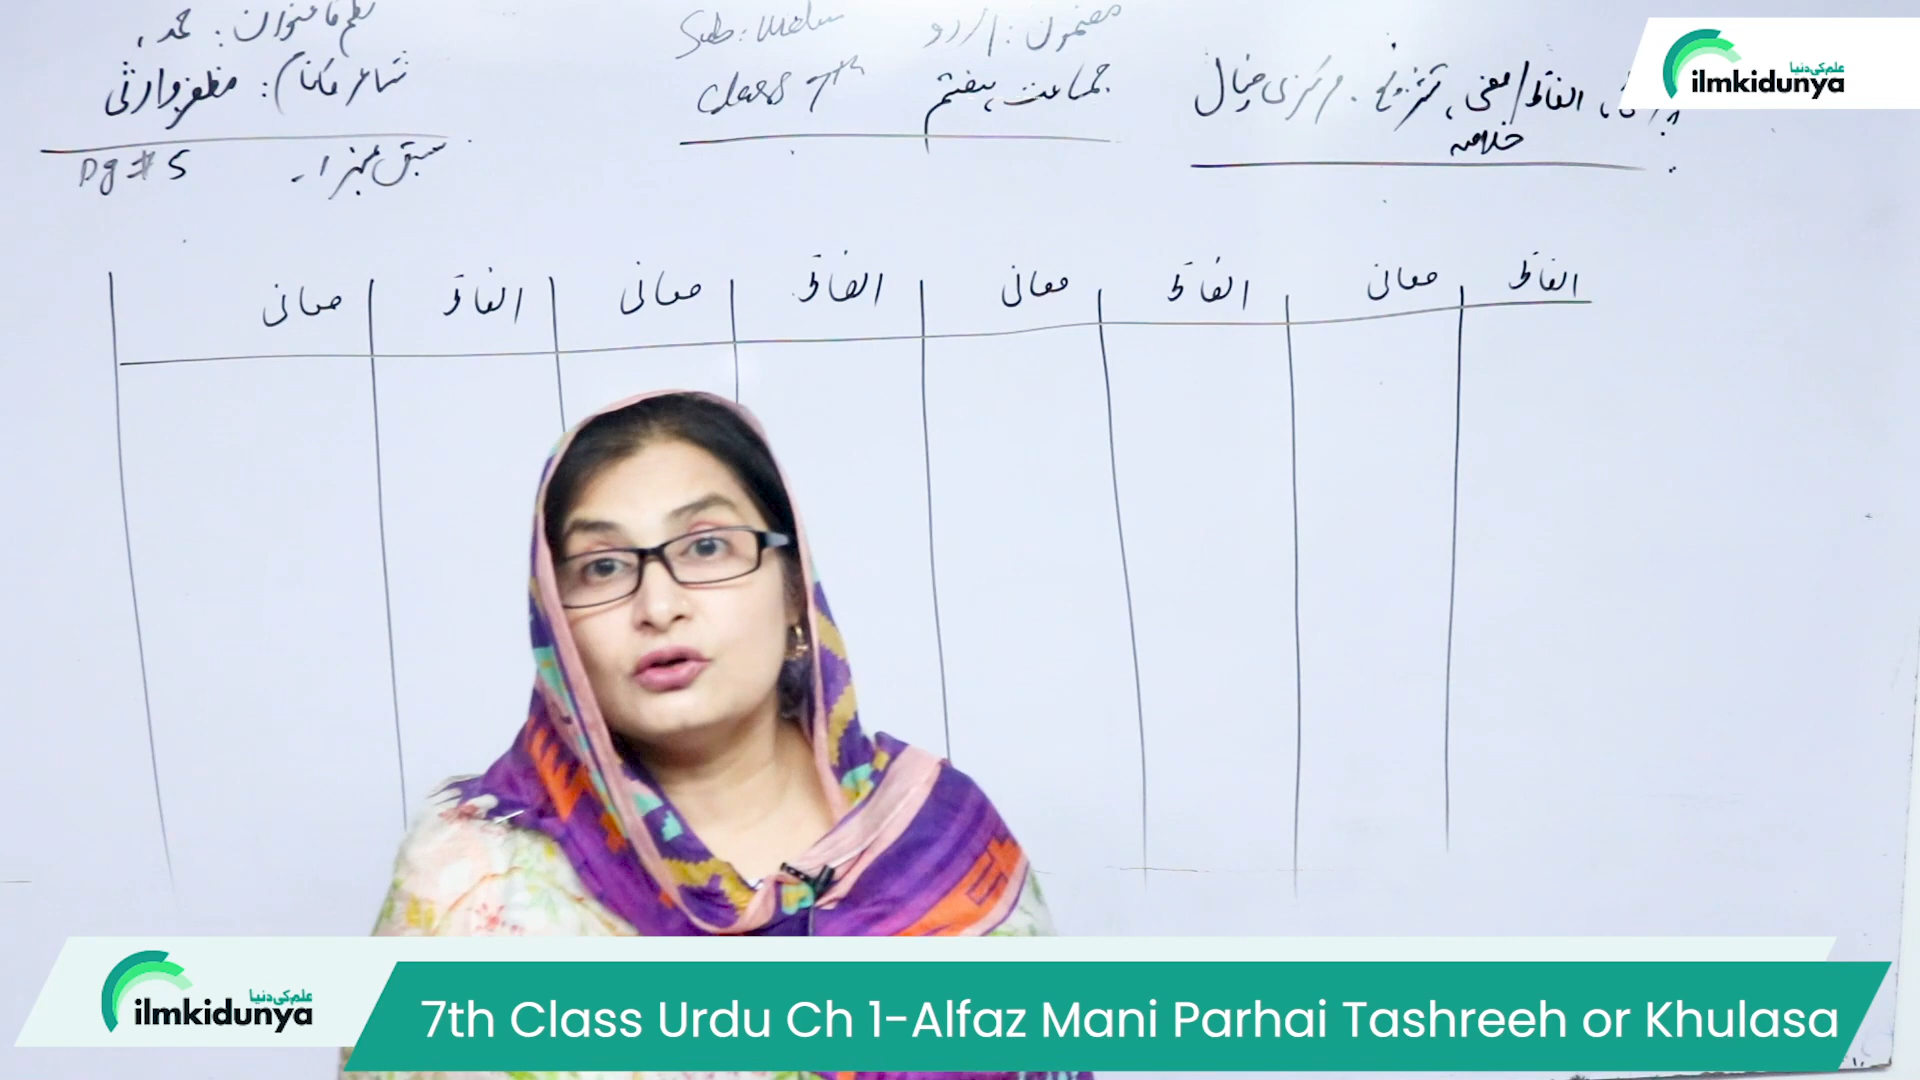 نظم کا عنوان: حمد،
شاعر کا نام: مظفر وارثی
سبق نمبر 1۔ Pg # 5
Sub: Urdu مضمون: اردو
Class 7th جماعت ہفتم
الفاظ/معنی، تشریح، مرکزی خیال
خلاصہ
علم کی دنیا
ilmkidunya
الفاظ معانی الفاظ معانی الفاظ معانی الفاظ معانی
علم کی دنیا
ilmkidunya
7th Class Urdu Ch 1-Alfaz Mani Parhai Tashreeh or Khulasa